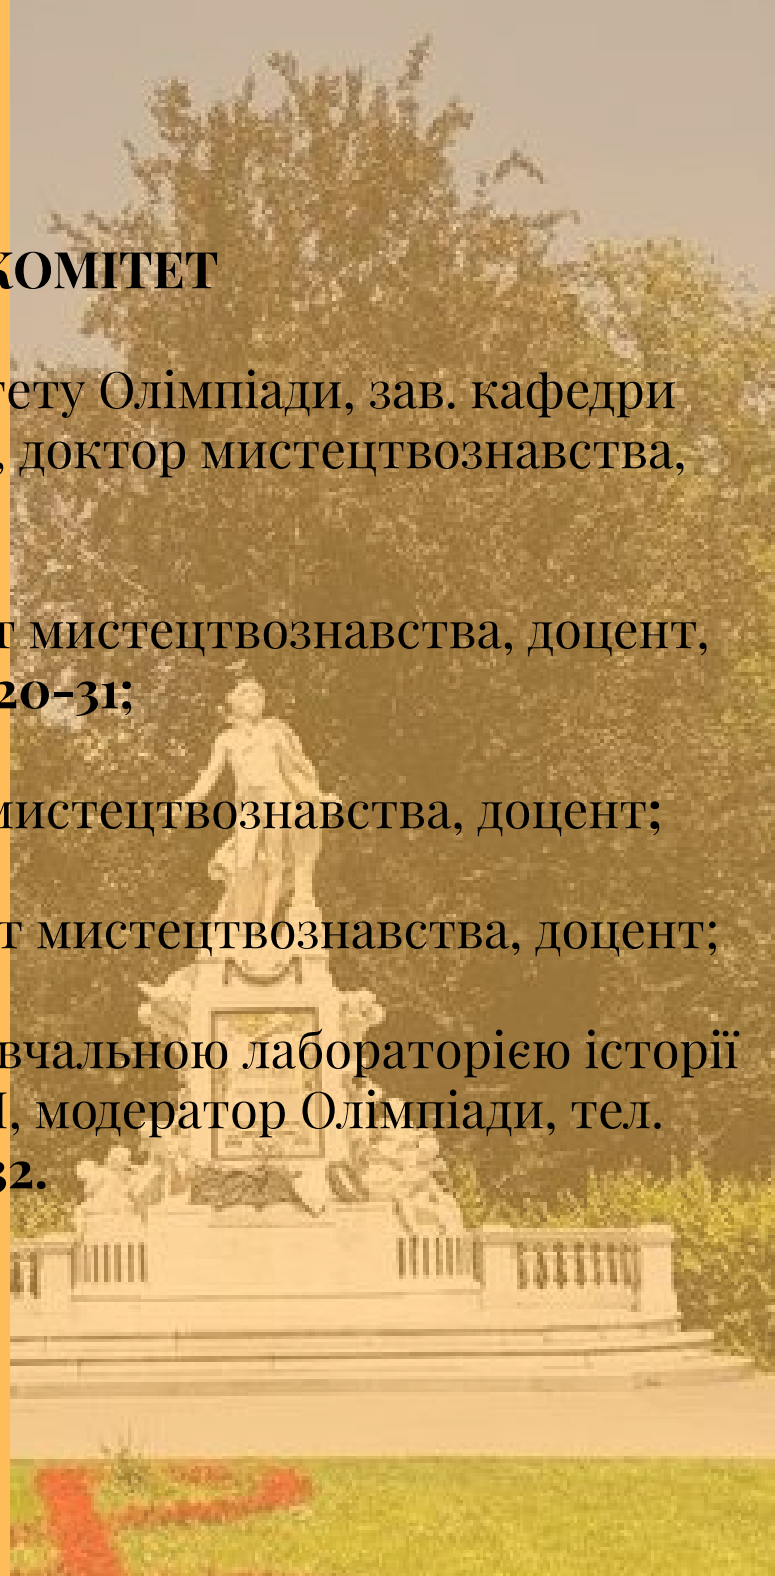 КОМІТЕТ
тету Олімпіади, зав. кафедри
, доктор мистецтвознавства,
т мистецтвознавства, доцент,
20-31;
мистецтвознавства, доцент;
т мистецтвознавства, доцент;
вчальною лабораторією історії
, модератор Олімпіади, тел.
32.